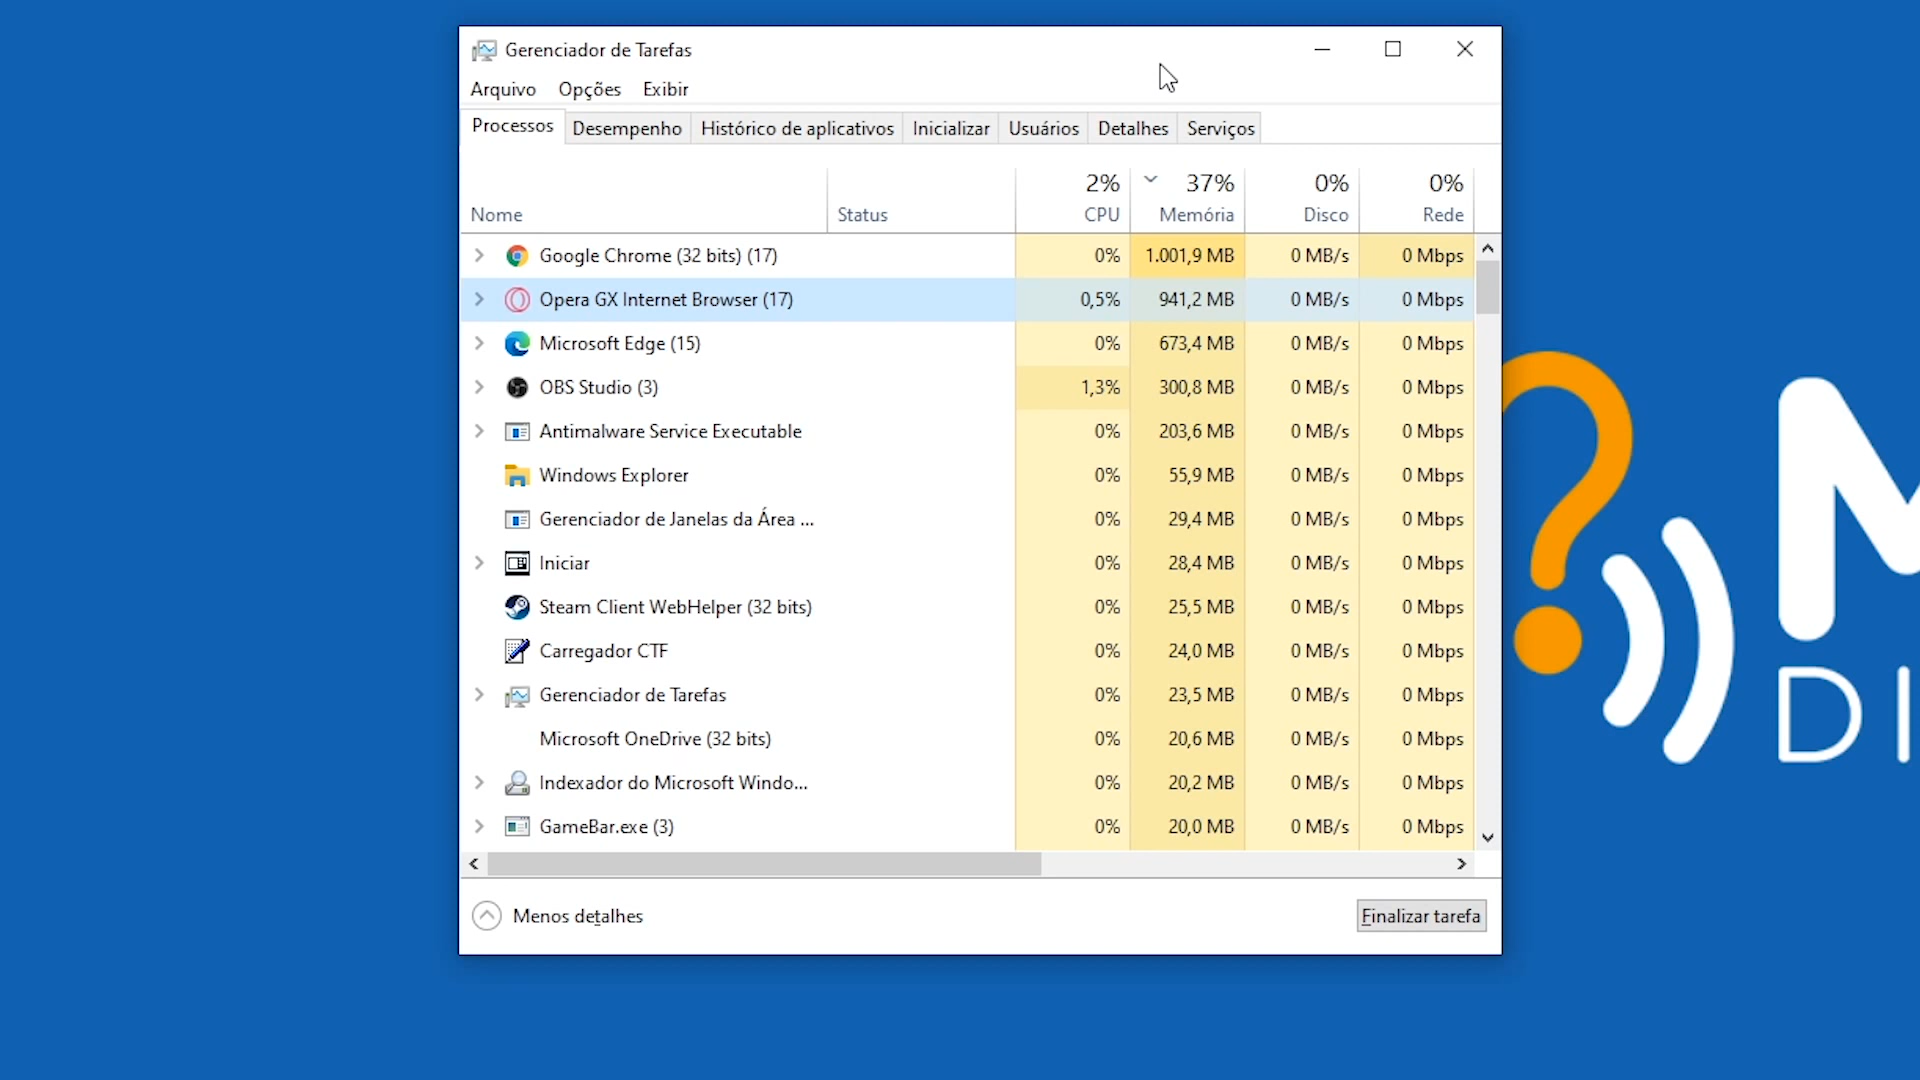 Gerenciador de Tarefas
Arquivo Opções Exibir
Processos Desempenho Histórico de aplicativos Inicializar Usuários Detalhes Serviços
2% 37% 0% 0%
Nome Status CPU Memória Disco Rede
Google Chrome (32 bits) (17) 0% 1.001,9 MB 0 MB/s 0 Mbps
Opera GX Internet Browser (17) 0,5% 941,2 MB 0 MB/s 0 Mbps
Microsoft Edge (15) 0% 673,4 MB 0 MB/s 0 Mbps
OBS Studio (3) 1,3% 300,8 MB 0 MB/s 0 Mbps
Antimalware Service Executable 0% 203,6 MB 0 MB/s 0 Mbps
Windows Explorer 0% 55,9 MB 0 MB/s 0 Mbps
Gerenciador de Janelas da Área ... 0% 29,4 MB 0 MB/s 0 Mbps
Iniciar 0% 28,4 MB 0 MB/s 0 Mbps
Steam Client WebHelper (32 bits) 0% 25,5 MB 0 MB/s 0 Mbps
Carregador CTF 0% 24,0 MB 0 MB/s 0 Mbps
Gerenciador de Tarefas 0% 23,5 MB 0 MB/s 0 Mbps
Microsoft OneDrive (32 bits) 0% 20,6 MB 0 MB/s 0 Mbps
Indexador do Microsoft Windo... 0% 20,2 MB 0 MB/s 0 Mbps
GameBar.exe (3) 0% 20,0 MB 0 MB/s 0 Mbps
Menos detalhes Finalizar tarefa